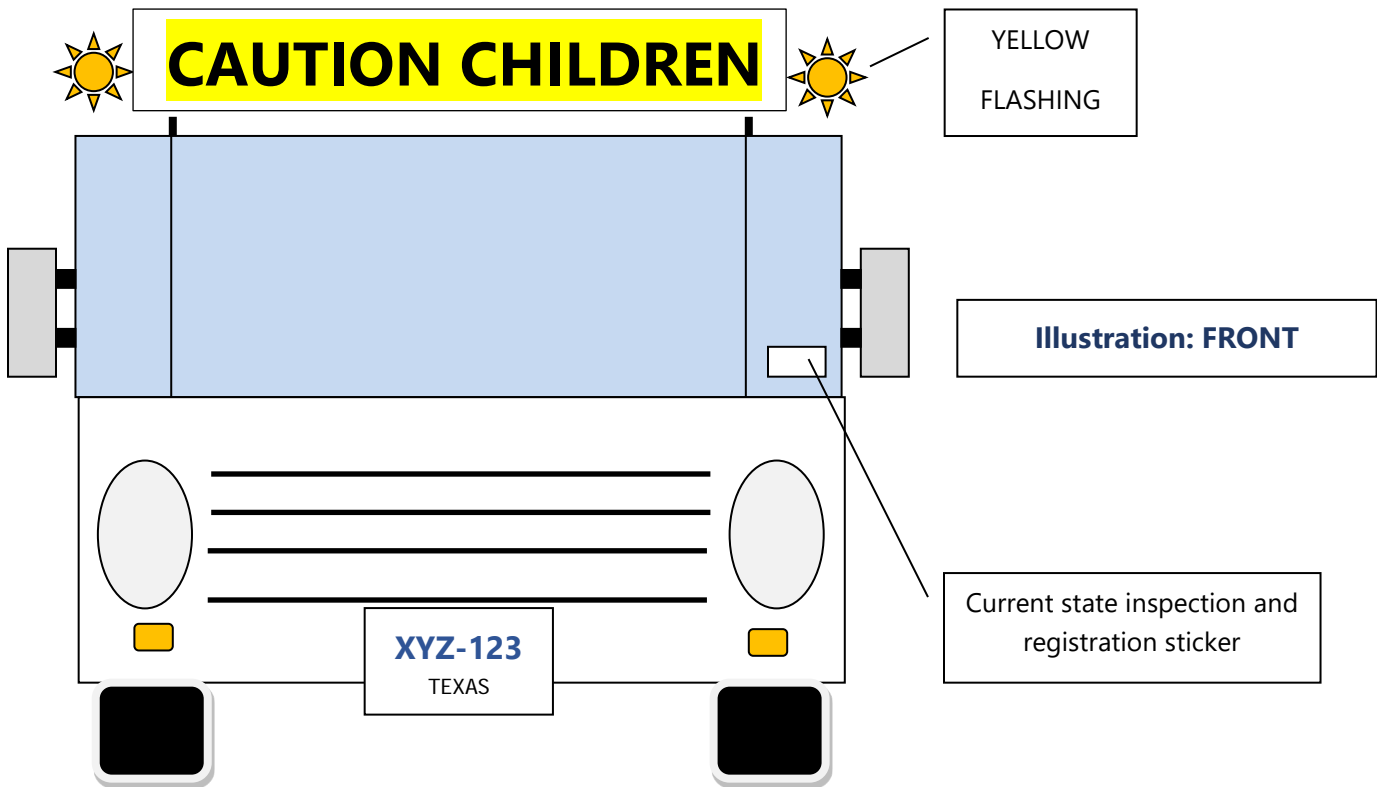 CAUTION CHILDREN
YELLOW
FLASHING
Illustration: FRONT
Current state inspection and
registration sticker
XYZ-123
TEXAS